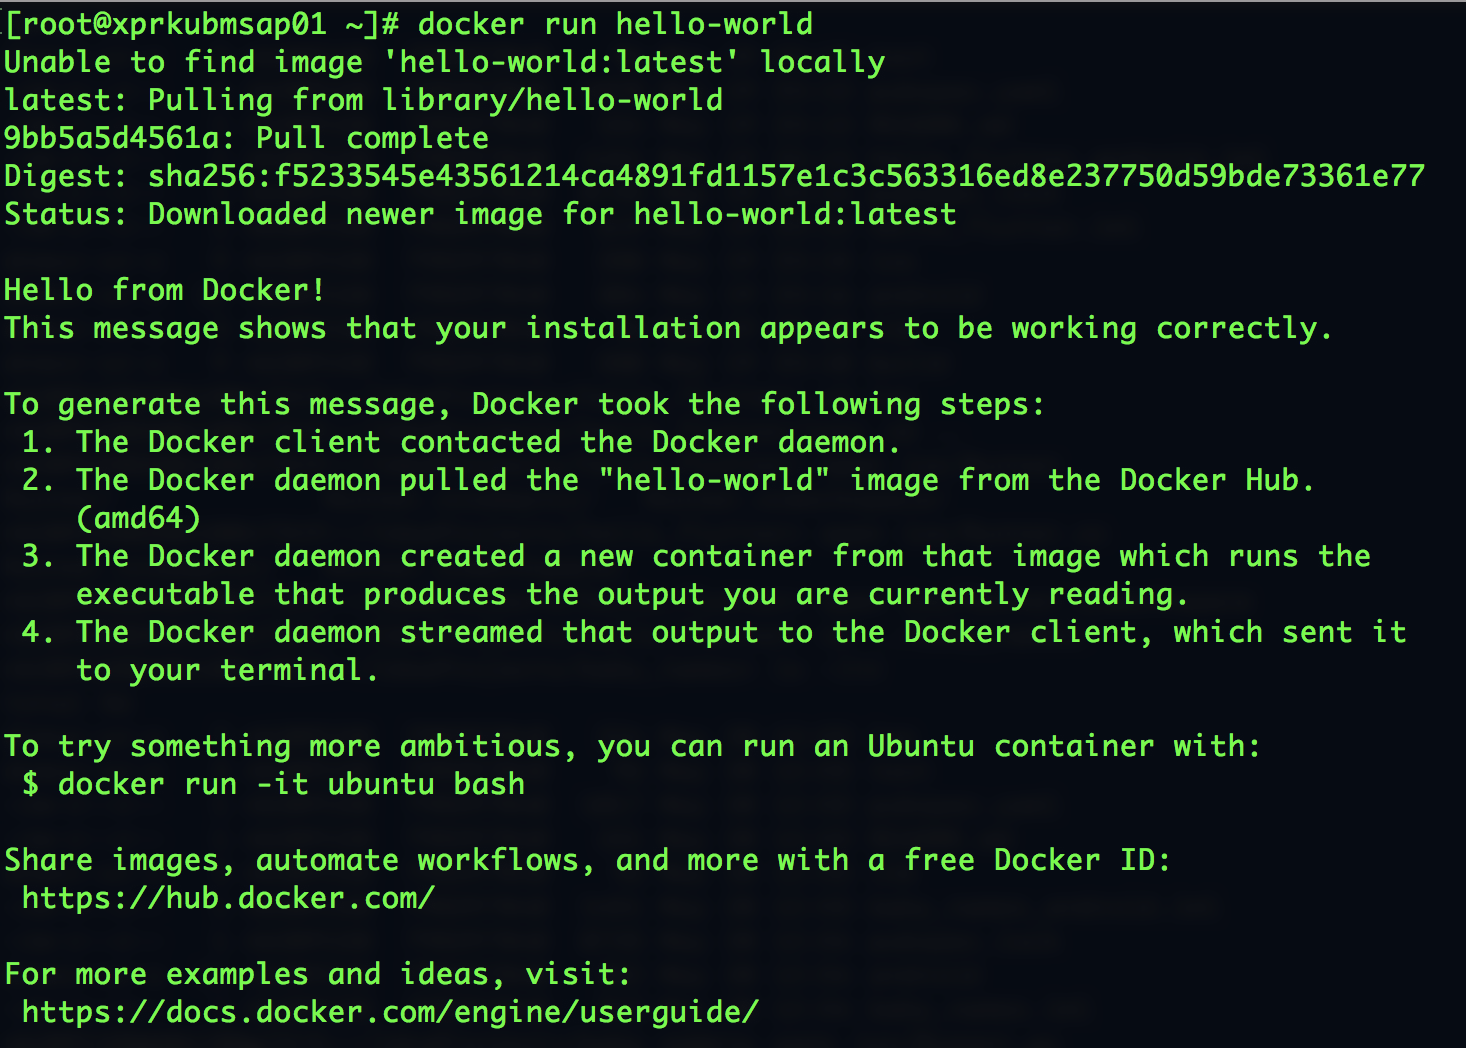 [root@xprkubmsap01 ~]# docker run hello-world
Unable to find image 'hello-world:latest' locally
latest: Pulling from library/hello-world
9bb5a5d4561a: Pull complete
Digest: sha256:f5233545e43561214ca4891fd1157e1c3c563316ed8e237750d59bde73361e77
Status: Downloaded newer image for hello-world:latest
Hello from Docker!
This message shows that your installation appears to be working correctly.
To generate this message, Docker took the following steps:
1. The Docker client contacted the Docker daemon.
2. The Docker daemon pulled the "hello-world" image from the Docker Hub.
(amd64)
3. The Docker daemon created a new container from that image which runs the
executable that produces the output you are currently reading.
4. The Docker daemon streamed that output to the Docker client, which sent it
to your terminal.
To try something more ambitious, you can run an Ubuntu container with:
$ docker run -it ubuntu bash
Share images, automate workflows, and more with a free Docker ID:
https://hub.docker.com/
For more examples and ideas, visit:
https://docs.docker.com/engine/userguide/